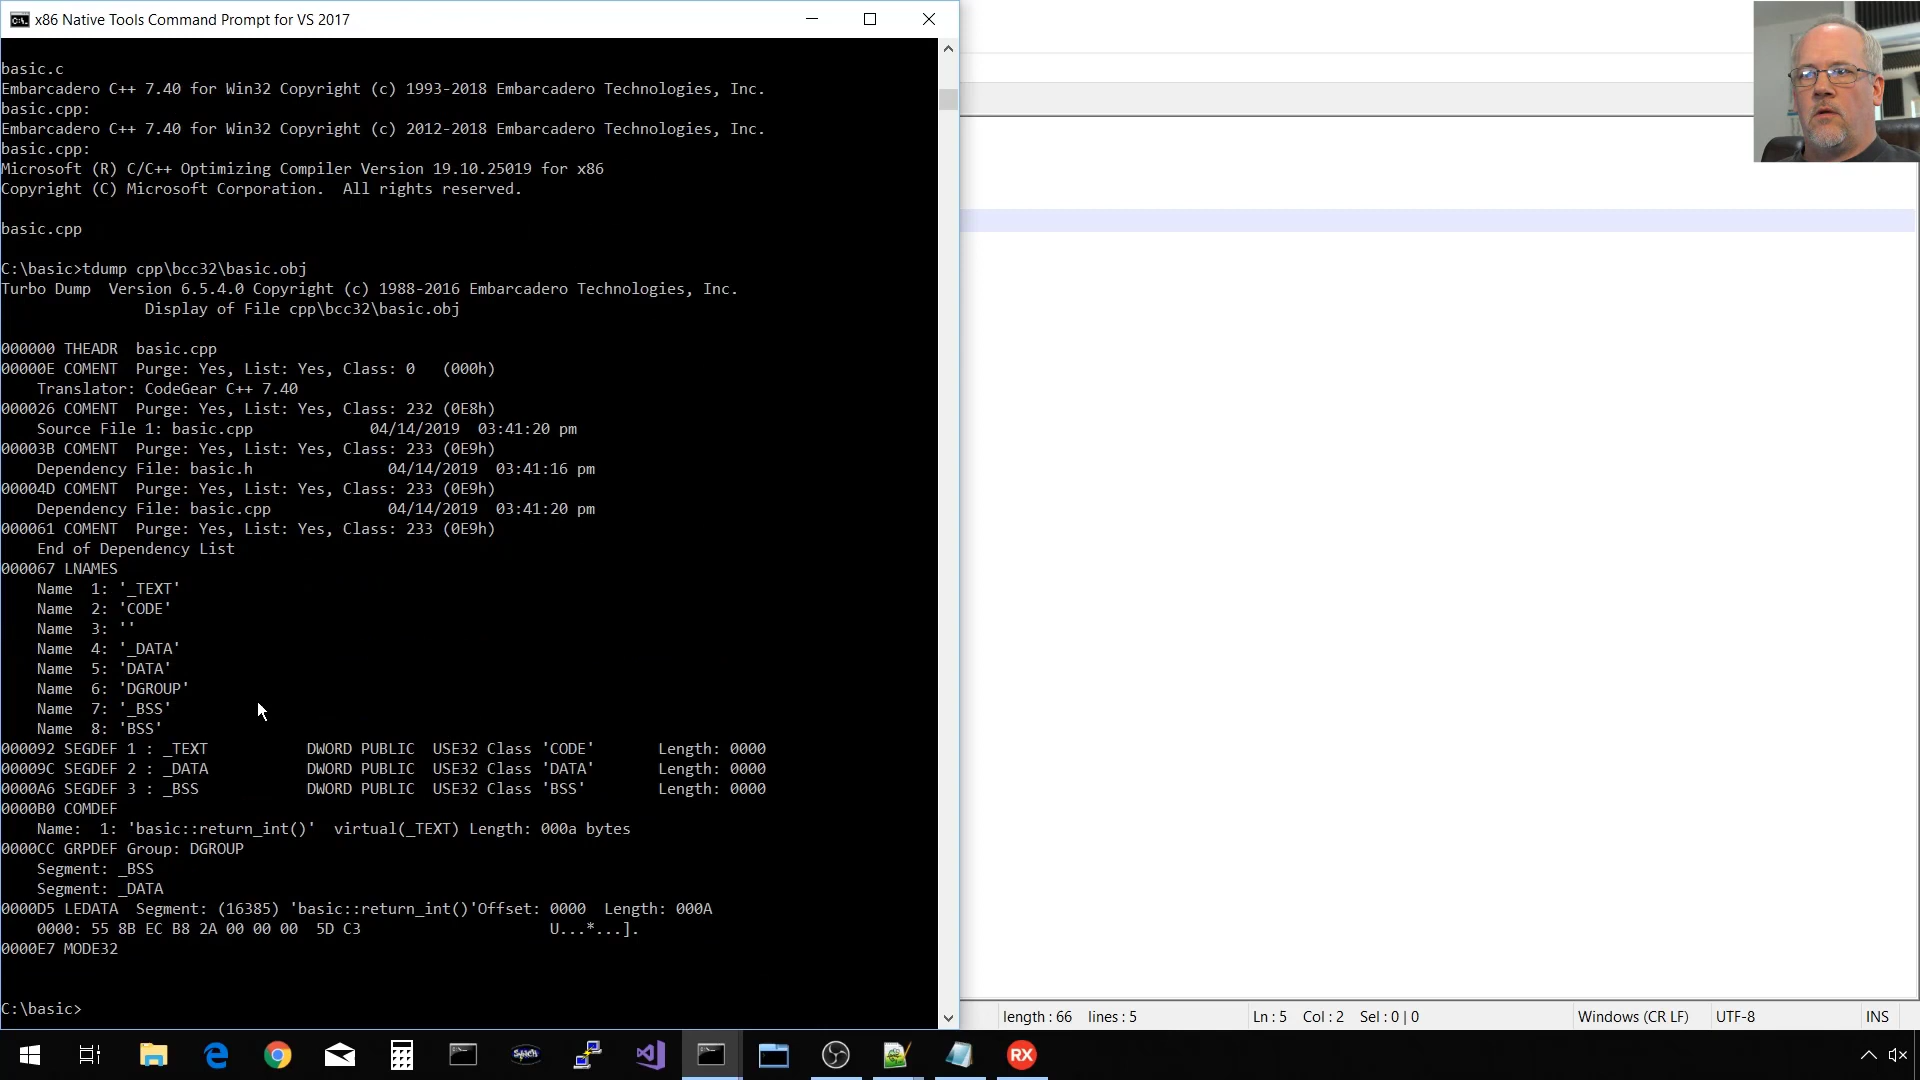 x86 Native Tools Command Prompt for VS 2017
basic.c
Embarcadero C++ 7.40 for Win32 Copyright (c) 1993-2018 Embarcadero Technologies, Inc.
basic.cpp:
Embarcadero C++ 7.40 for Win32 Copyright (c) 2012-2018 Embarcadero Technologies, Inc.
basic.cpp:
Microsoft (R) C/C++ Optimizing Compiler Version 19.10.25019 for x86
Copyright (C) Microsoft Corporation.  All rights reserved.
basic.cpp
C:\basic>tdump cpp\bcc32\basic.obj
Turbo Dump  Version 6.5.4.0 Copyright (c) 1988-2016 Embarcadero Technologies, Inc.
Display of File cpp\bcc32\basic.obj
000000 THEADR  basic.cpp
00000E COMENT  Purge: Yes, List: Yes, Class: 0   (000h)
Translator: CodeGear C++ 7.40
000026 COMENT  Purge: Yes, List: Yes, Class: 232 (0E8h)
Source File 1: basic.cpp             04/14/2019  03:41:20 pm
00003B COMENT  Purge: Yes, List: Yes, Class: 233 (0E9h)
Dependency File: basic.h               04/14/2019  03:41:16 pm
00004D COMENT  Purge: Yes, List: Yes, Class: 233 (0E9h)
Dependency File: basic.cpp             04/14/2019  03:41:20 pm
000061 COMENT  Purge: Yes, List: Yes, Class: 233 (0E9h)
End of Dependency List
000067 LNAMES
Name  1: '_TEXT'
Name  2: 'CODE'
Name  3: ''
Name  4: '_DATA'
Name  5: 'DATA'
Name  6: 'DGROUP'
Name  7: '_BSS'
Name  8: 'BSS'
000092 SEGDEF 1 : _TEXT           DWORD PUBLIC  USE32 Class 'CODE'       Length: 0000
00009C SEGDEF 2 : _DATA           DWORD PUBLIC  USE32 Class 'DATA'       Length: 0000
0000A6 SEGDEF 3 : _BSS            DWORD PUBLIC  USE32 Class 'BSS'        Length: 0000
0000B0 COMDEF
Name:  1: 'basic::return_int()'  virtual(_TEXT) Length: 000a bytes
0000CC GRPDEF Group: DGROUP
Segment: _BSS
Segment: _DATA
0000D5 LEDATA  Segment: (16385) 'basic::return_int()'Offset: 0000  Length: 000A
0000: 55 8B EC B8 2A 00 00 00  5D C3                     U...*...].
0000E7 MODE32
C:\basic>
length : 66   lines : 5   Ln : 5   Col : 2   Sel : 0 | 0   Windows (CR LF)   UTF-8   INS
RX